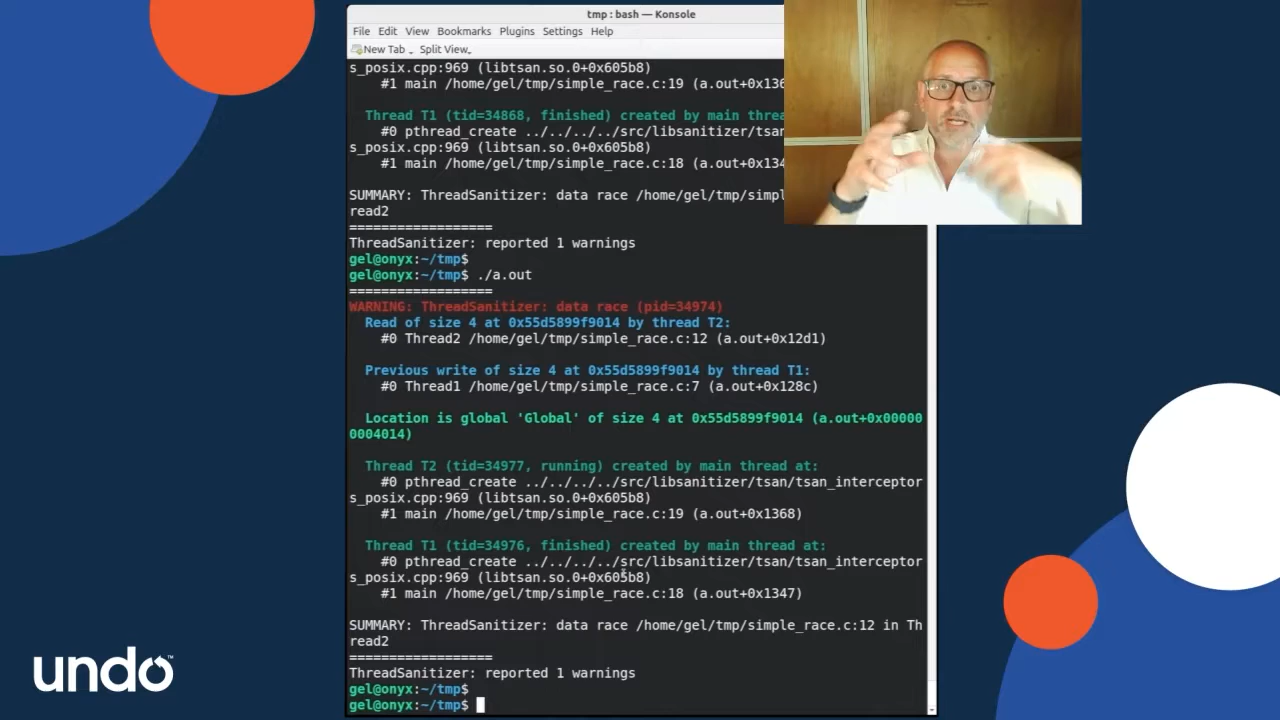 tmp : bash — Konsole
File Edit View Bookmarks Plugins Settings Help
New Tab Split View
s_posix.cpp:969 (libtsan.so.0+0x605b8)
#1 main /home/gel/tmp/simple_race.c:19 (a.out+0x136
Thread T1 (tid=34868, finished) created by main threa
#0 pthread_create ../../../../src/libsanitizer/tsan
s_posix.cpp:969 (libtsan.so.0+0x605b8)
#1 main /home/gel/tmp/simple_race.c:18 (a.out+0x134
SUMMARY: ThreadSanitizer: data race /home/gel/tmp/simpl
read2
==================
ThreadSanitizer: reported 1 warnings
gel@onyx:~/tmp$
gel@onyx:~/tmp$ ./a.out
==================
WARNING: ThreadSanitizer: data race (pid=34974)
Read of size 4 at 0x55d5899f9014 by thread T2:
#0 Thread2 /home/gel/tmp/simple_race.c:12 (a.out+0x12d1)
Previous write of size 4 at 0x55d5899f9014 by thread T1:
#0 Thread1 /home/gel/tmp/simple_race.c:7 (a.out+0x128c)
Location is global 'Global' of size 4 at 0x55d5899f9014 (a.out+0x00000
0004014)
Thread T2 (tid=34977, running) created by main thread at:
#0 pthread_create ../../../../src/libsanitizer/tsan/tsan_interceptor
s_posix.cpp:969 (libtsan.so.0+0x605b8)
#1 main /home/gel/tmp/simple_race.c:19 (a.out+0x1368)
Thread T1 (tid=34976, finished) created by main thread at:
#0 pthread_create ../../../../src/libsanitizer/tsan/tsan_interceptor
s_posix.cpp:969 (libtsan.so.0+0x605b8)
#1 main /home/gel/tmp/simple_race.c:18 (a.out+0x1347)
SUMMARY: ThreadSanitizer: data race /home/gel/tmp/simple_race.c:12 in Th
read2
==================
ThreadSanitizer: reported 1 warnings
gel@onyx:~/tmp$
gel@onyx:~/tmp$
undo™